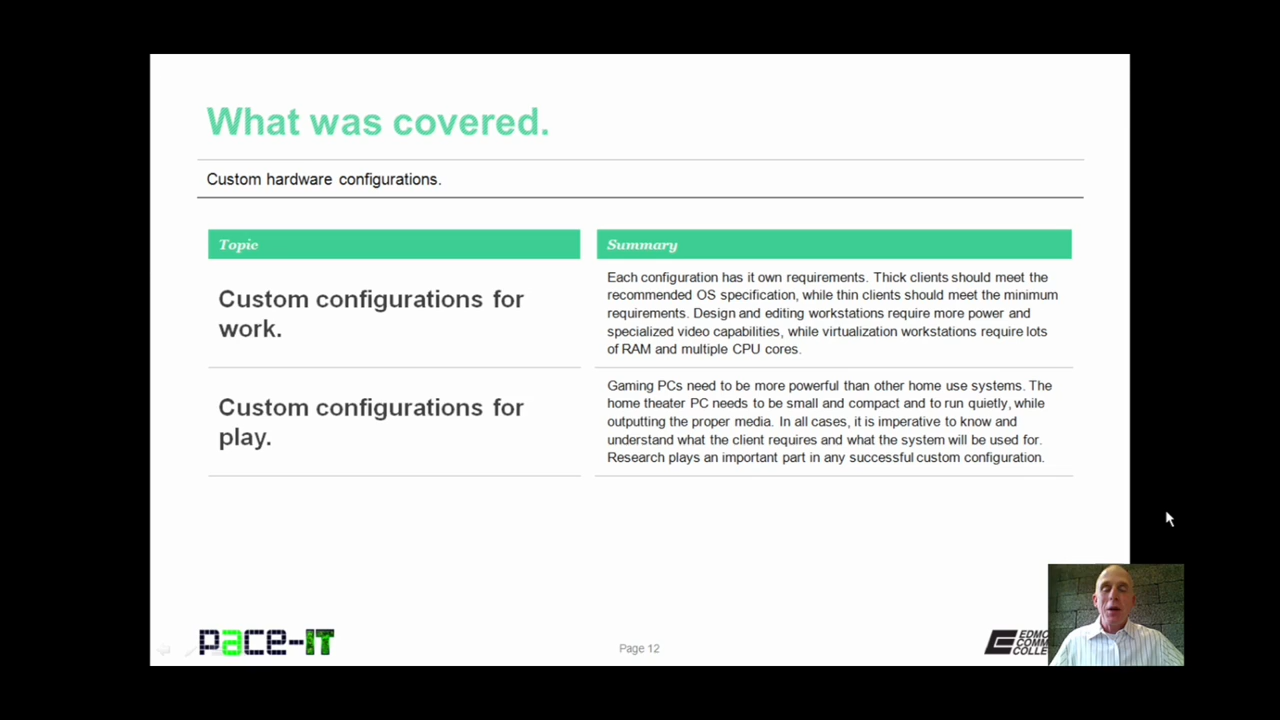 What was covered.
Custom hardware configurations.
Topic
Summary
Custom configurations for
work.
Each configuration has it own requirements. Thick clients should meet the
recommended OS specification, while thin clients should meet the minimum
requirements. Design and editing workstations require more power and
specialized video capabilities, while virtualization workstations require lots
of RAM and multiple CPU cores.
Custom configurations for
play.
Gaming PCs need to be more powerful than other home use systems. The
home theater PC needs to be small and compact and to run quietly, while
outputting the proper media. In all cases, it is imperative to know and
understand what the client requires and what the system will be used for.
Research plays an important part in any successful custom configuration.
pace-IT
Page 12